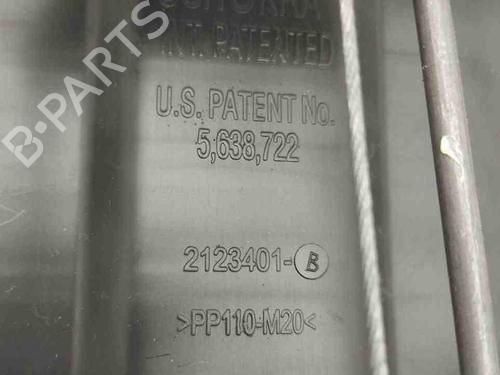 INT. PATENTED
U.S. PATENT No.
5,638,722
2123401-B
>PP110-M20<
B-PARTS